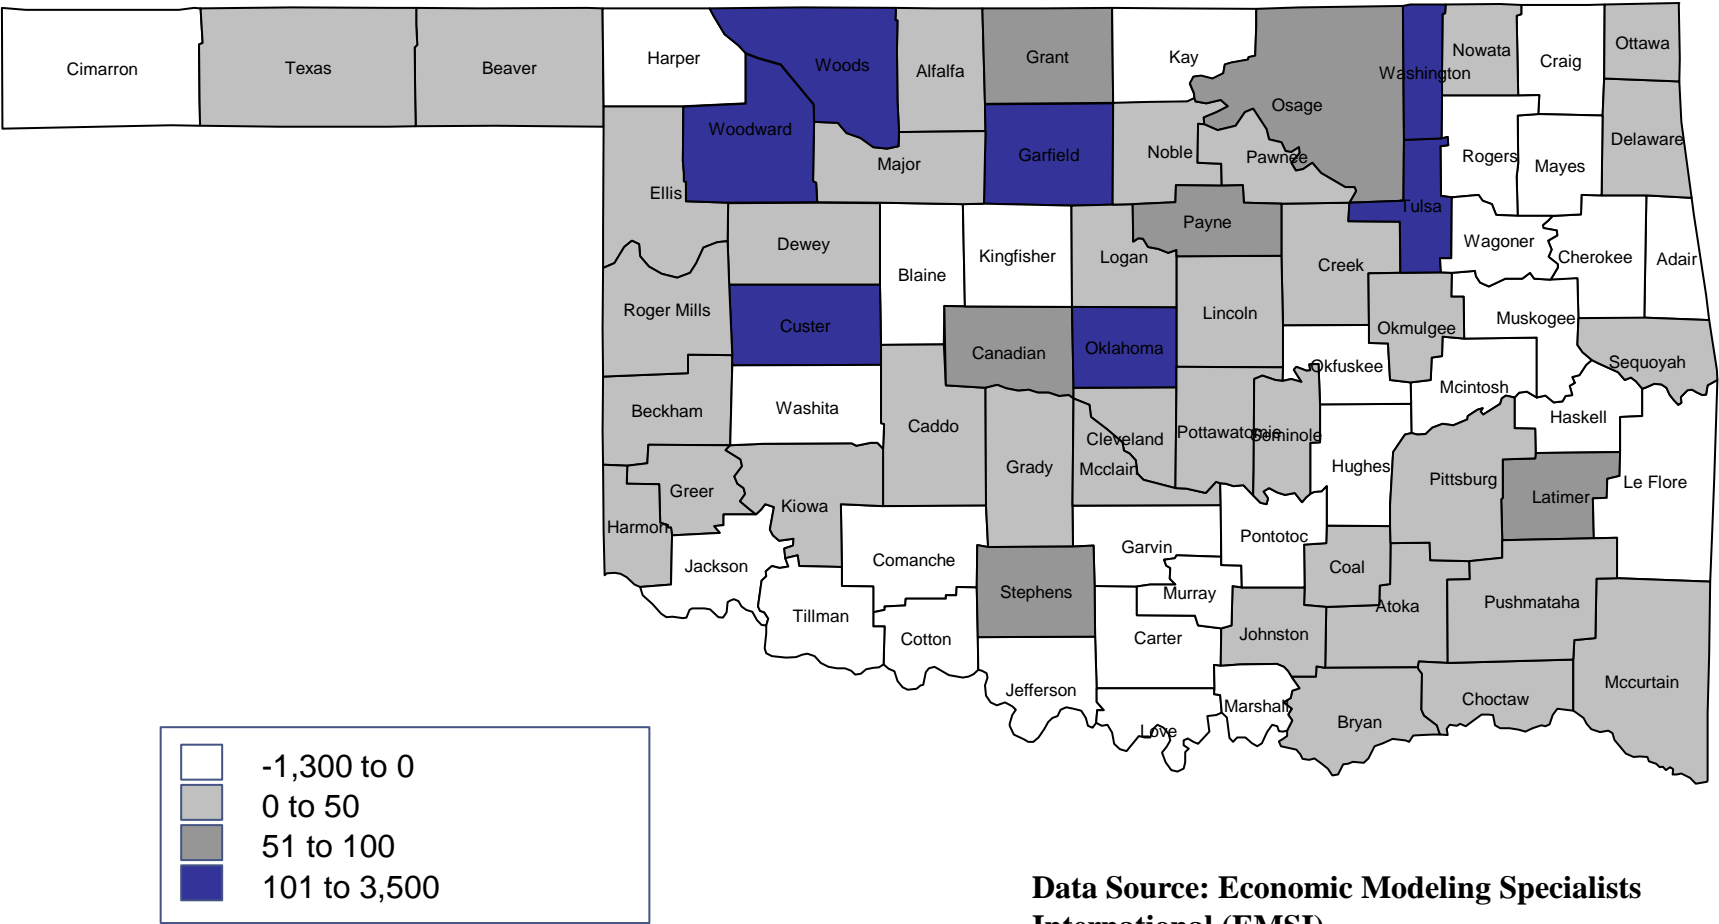 Cimarron
Texas
Beaver
Harper
Woods
Alfalfa
Grant
Kay
Osage
Washington
Nowata
Craig
Ottawa
Woodward
Ellis
Major
Garfield
Noble
Pawnee
Rogers
Mayes
Delaware
Tulsa
Dewey
Blaine
Kingfisher
Logan
Payne
Creek
Wagoner
Cherokee
Adair
Roger Mills
Custer
Canadian
Oklahoma
Lincoln
Okmulgee
Muskogee
Sequoyah
Okfuskee
Mcintosh
Haskell
Beckham
Washita
Caddo
Grady
Cleveland
Mcclain
Pottawatomie
Seminole
Hughes
Pittsburg
Latimer
Le Flore
Greer
Harmon
Kiowa
Jackson
Comanche
Tillman
Cotton
Stephens
Garvin
Pontotoc
Murray
Coal
Atoka
Pushmataha
Carter
Johnston
Jefferson
Love
Marshall
Bryan
Choctaw
Mccurtain
-1,300 to 0
0 to 50
51 to 100
101 to 3,500
Data Source: Economic Modeling Specialists
International (EMSI)